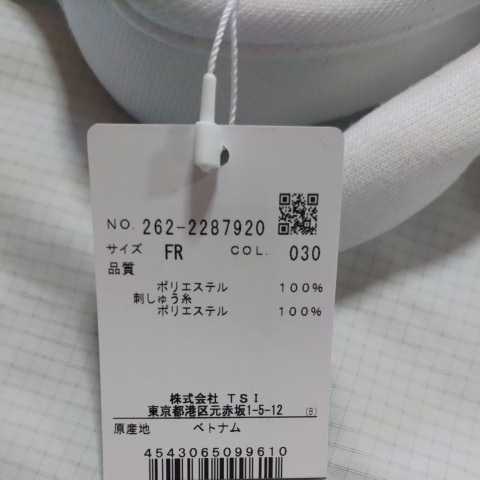 NO. 262-2287920
サイズ FR COL. 030
品質
ポリエステル 100%
刺しゅう糸
ポリエステル 100%
株式会社 TSI
東京都港区元赤坂1-5-12 (B)
原産地 ベトナム
4543065099610